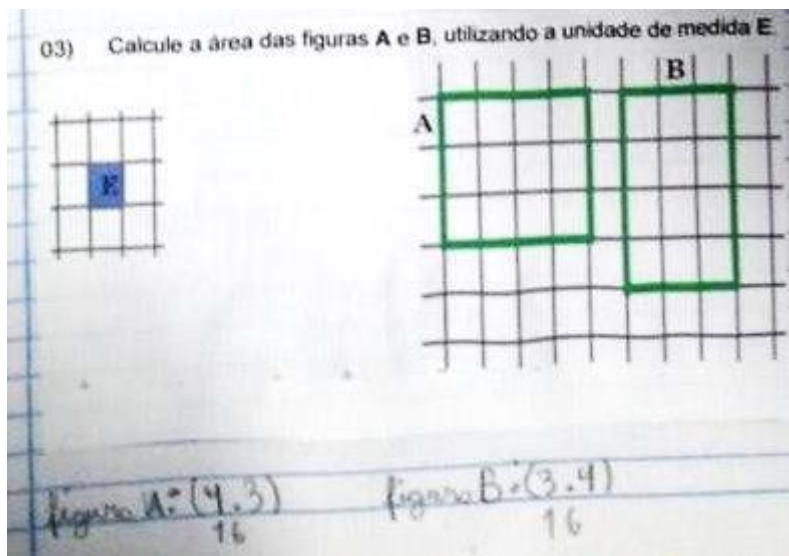 03) Calcule a área das figuras A e B, utilizando a unidade de medida E.
B
A
E
figura A: (4.3) figura B: (3.4)
16 16